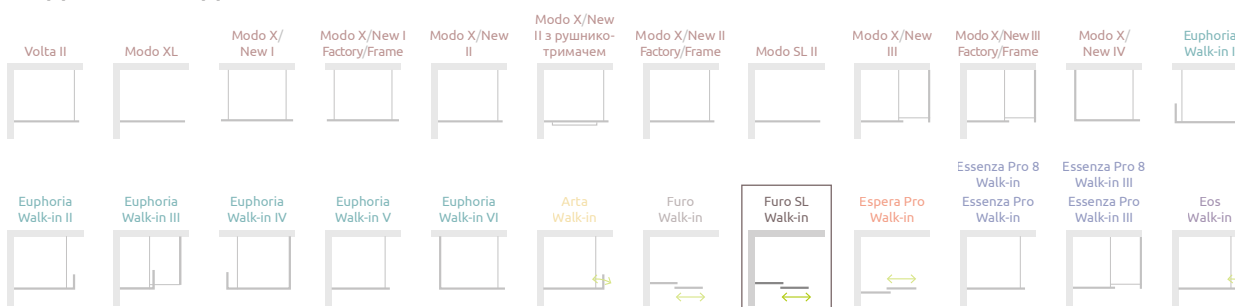 Volta II
Modo XL
Modo X/
New I
Modo X/New I
Factory/Frame
Modo X/New
II
Modo X/New
II з рушнико-
тримачем
Modo X/New II
Factory/Frame
Modo SL II
Modo X/New
III
Modo X/New III
Factory/Frame
Modo X/
New IV
Euphoria
Walk-in I
Euphoria
Walk-in II
Euphoria
Walk-in III
Euphoria
Walk-in IV
Euphoria
Walk-in V
Euphoria
Walk-in VI
Arta
Walk-in
Furo
Walk-in
Furo SL
Walk-in
Espera Pro
Walk-in
Essenza Pro 8
Walk-in
Essenza Pro
Walk-in
Essenza Pro 8
Walk-in III
Essenza Pro
Walk-in III
Eos
Walk-in